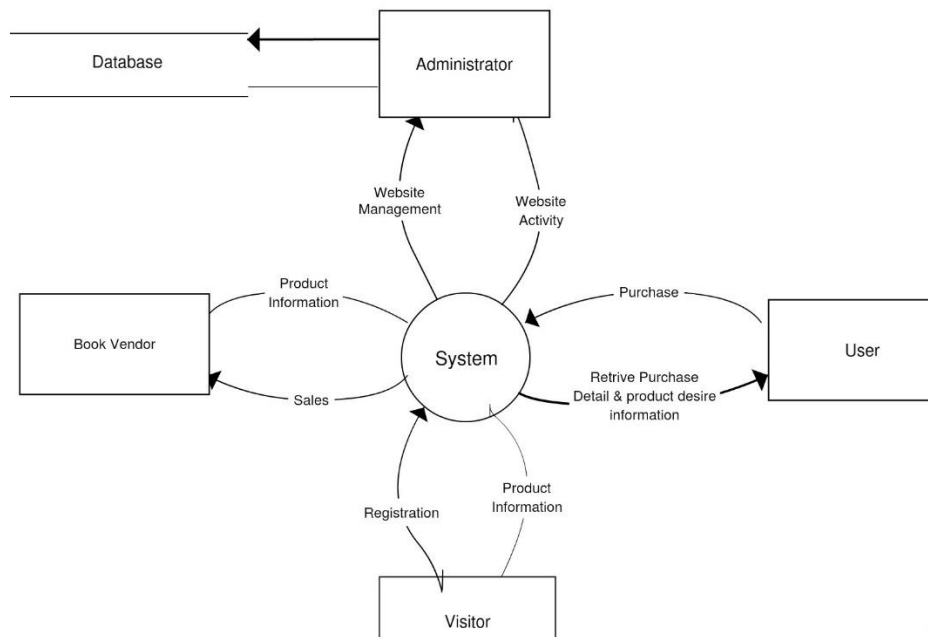 Database
Administrator
Website
Management
Website
Activity
Product
Information
Purchase
Book Vendor
System
User
Sales
Retrive Purchase
Detail & product desire
information
Registration
Product
Information
Visitor